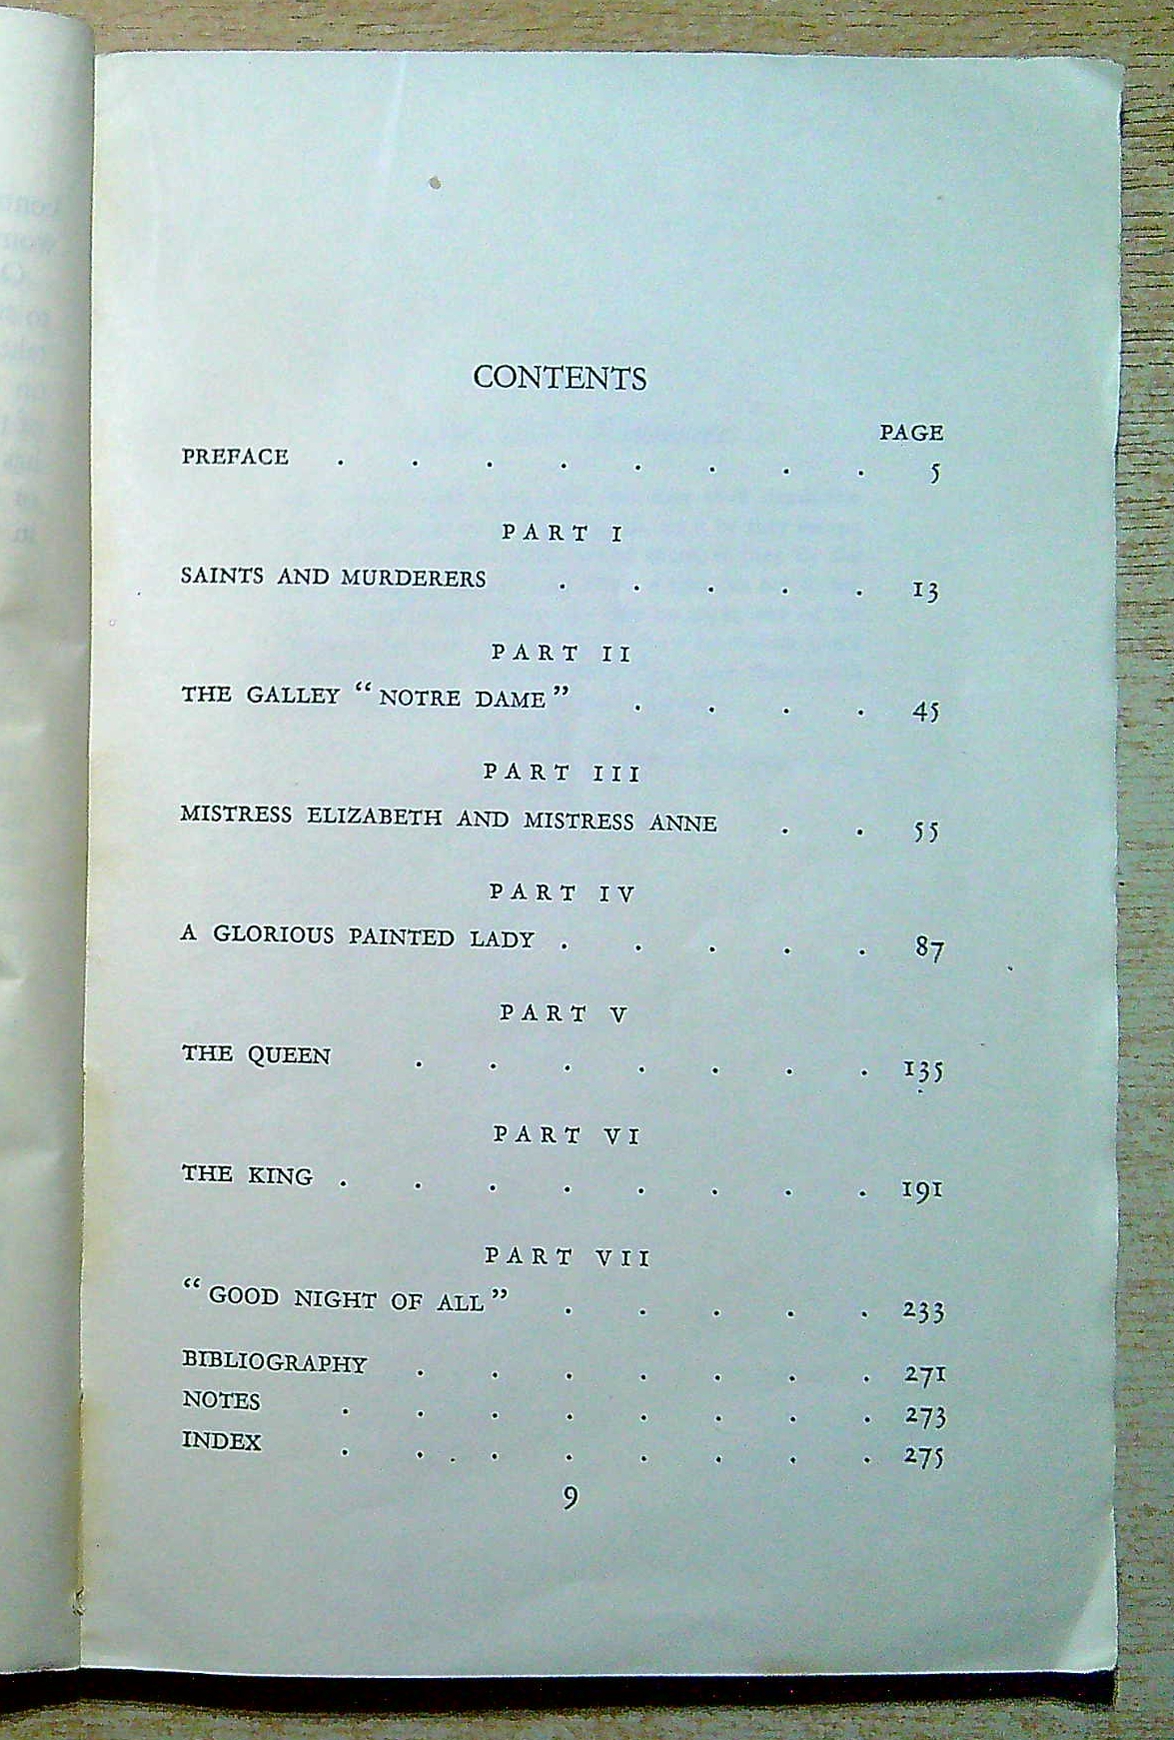 CONTENTS
PAGE
PREFACE . . . . . . . . 5
PART I
SAINTS AND MURDERERS . . . . . 13
PART II
THE GALLEY “NOTRE DAME” . . . . 45
PART III
MISTRESS ELIZABETH AND MISTRESS ANNE . . 55
PART IV
A GLORIOUS PAINTED LADY . . . . . 87
PART V
THE QUEEN . . . . . . . 135
PART VI
THE KING . . . . . . . . 191
PART VII
“GOOD NIGHT OF ALL” . . . . . 233
BIBLIOGRAPHY . . . . . . . 271
NOTES . . . . . . . . 273
INDEX . . . . . . . . . 275
9